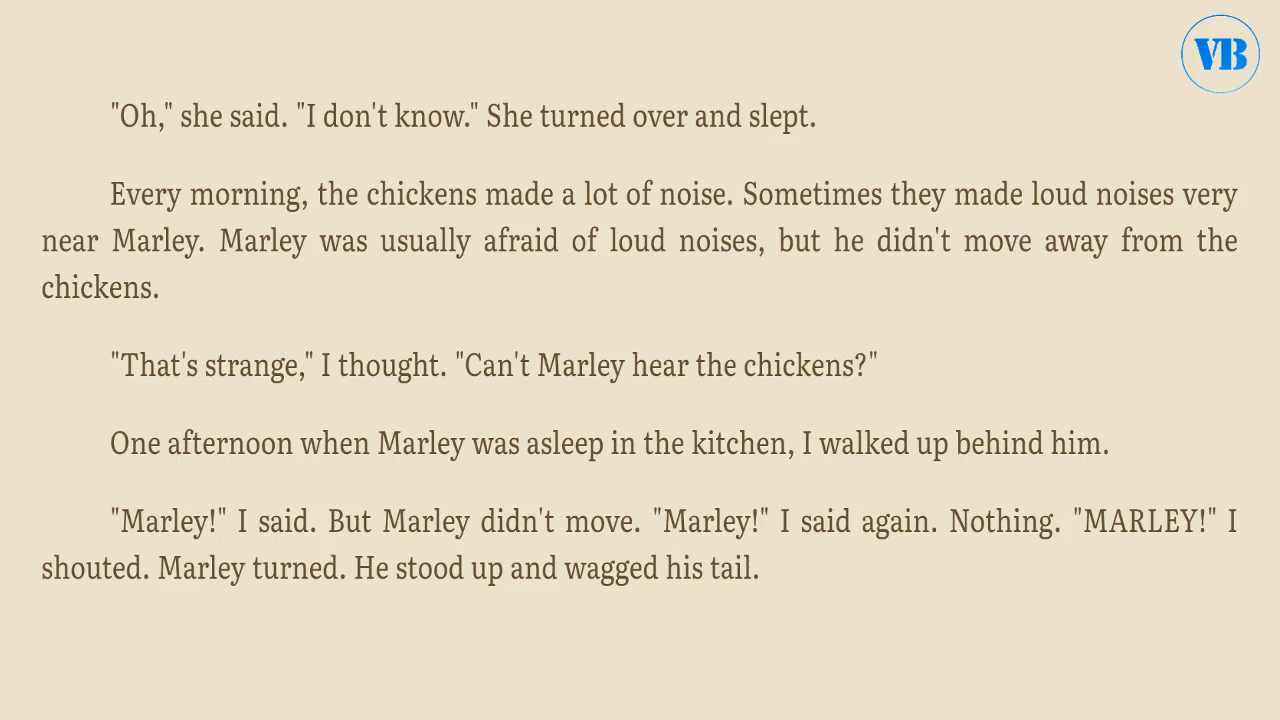 VB
"Oh," she said. "I don't know." She turned over and slept.
Every morning, the chickens made a lot of noise. Sometimes they made loud noises very
near Marley. Marley was usually afraid of loud noises, but he didn't move away from the
chickens.
"That's strange," I thought. "Can't Marley hear the chickens?"
One afternoon when Marley was asleep in the kitchen, I walked up behind him.
"Marley!" I said. But Marley didn't move. "Marley!" I said again. Nothing. "MARLEY!" I
shouted. Marley turned. He stood up and wagged his tail.